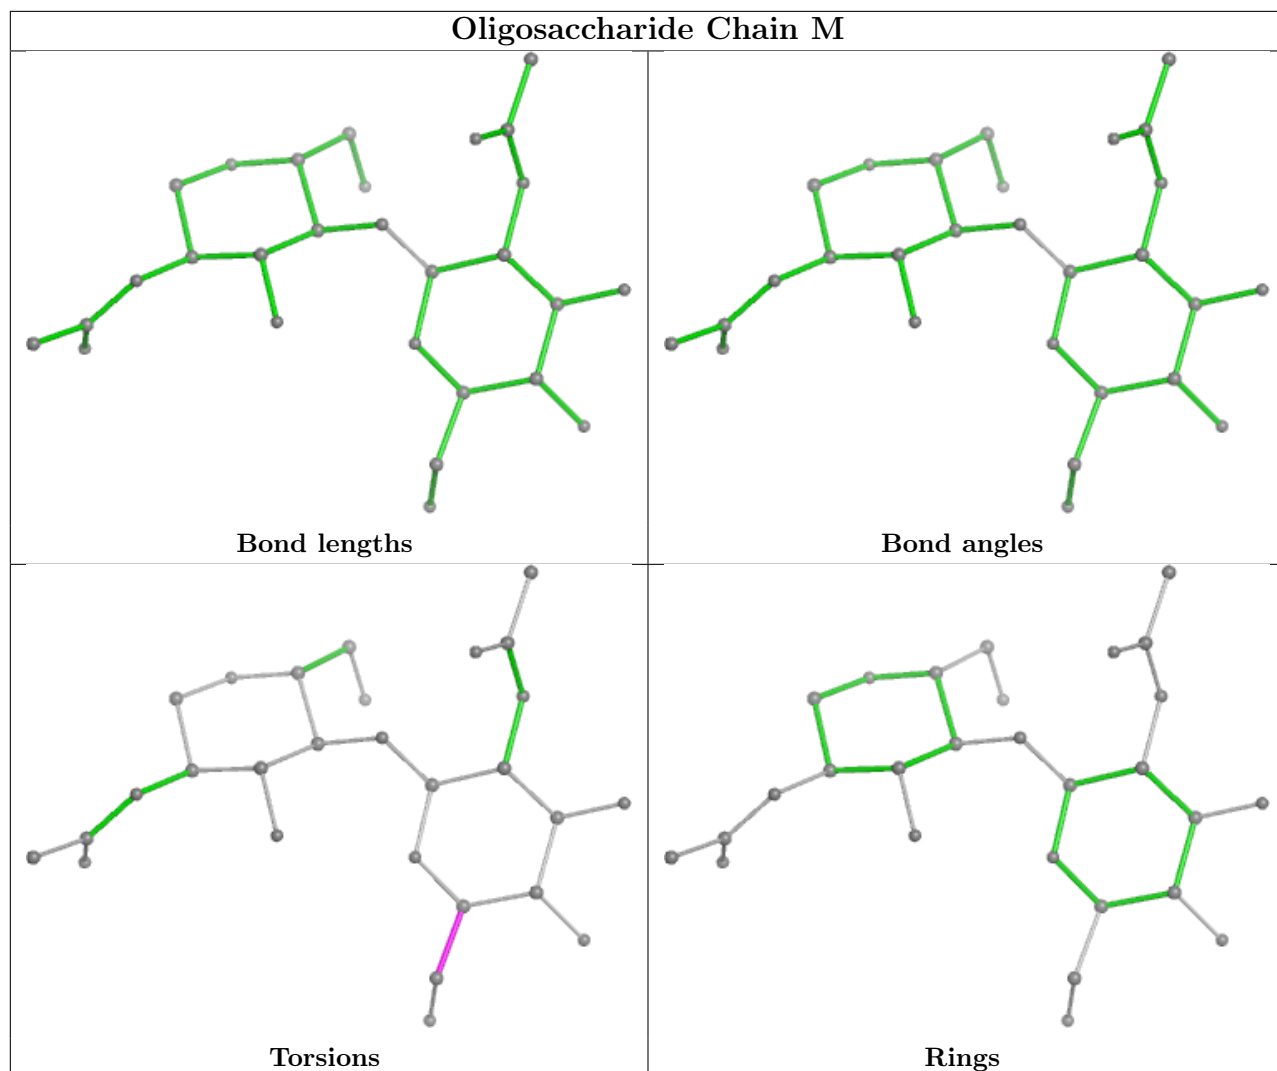 Oligosaccharide Chain M
Bond lengths
Bond angles
Torsions
Rings